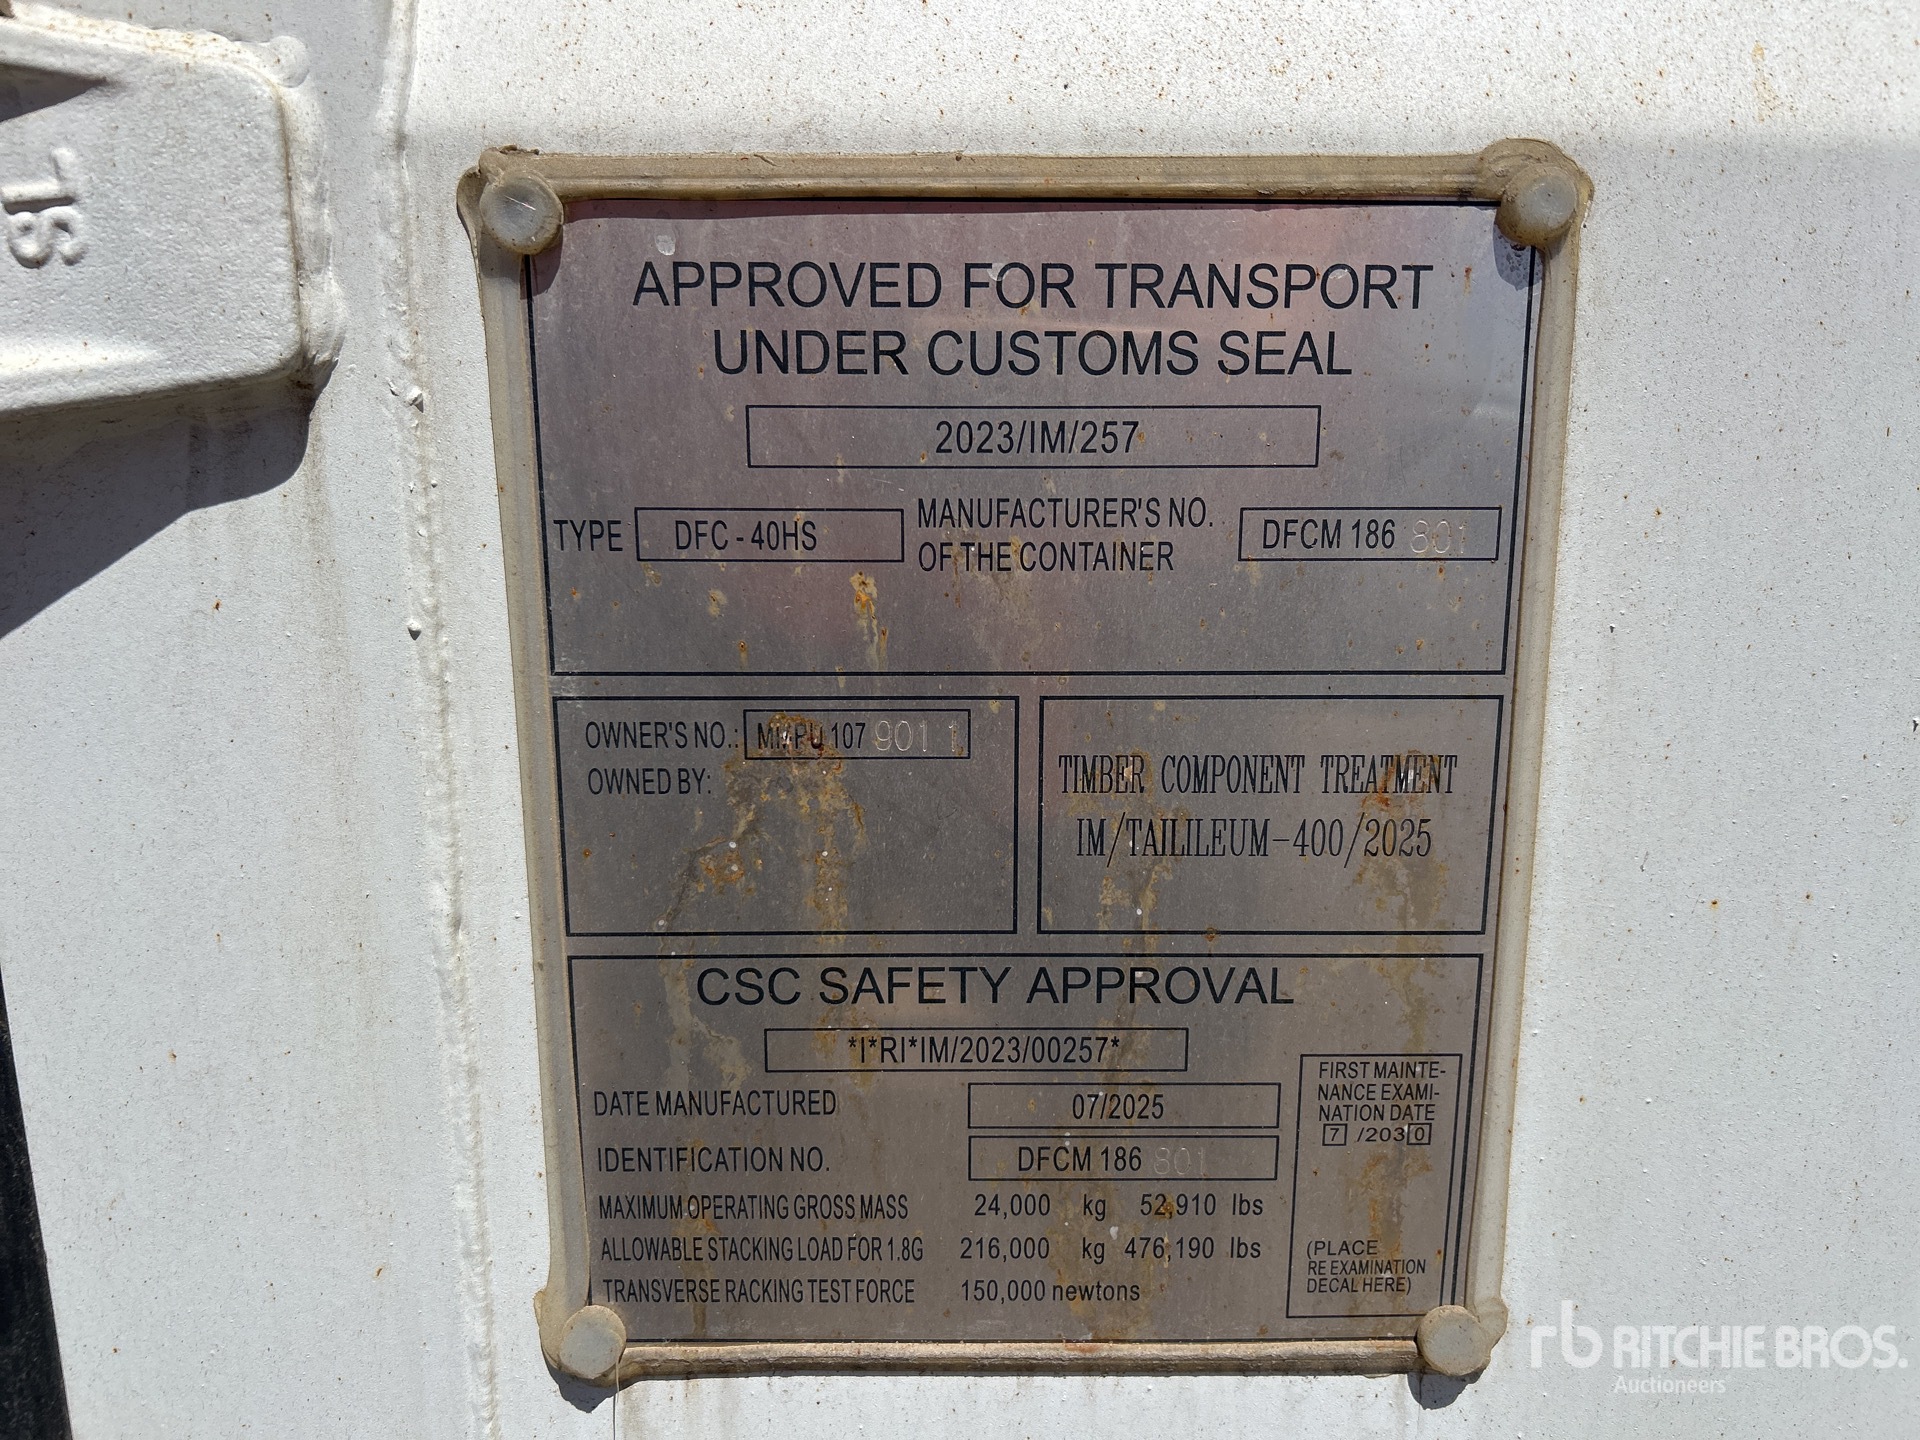 JS
APPROVED FOR TRANSPORT
UNDER CUSTOMS SEAL
2023/IM/257
TYPE DFC - 40HS MANUFACTURER'S NO. OF THE CONTAINER DFCM 186 801
OWNER'S NO.: 107 901 1
OWNED BY:
TIMBER COMPONENT TREATMENT
IM/TAILILEUM-400/2025
CSC SAFETY APPROVAL
*I*RI*IM/2023/00257*
DATE MANUFACTURED 07/2025
IDENTIFICATION NO. DFCM 186 801
MAXIMUM OPERATING GROSS MASS 24,000 kg 52,910 lbs
ALLOWABLE STACKING LOAD FOR 1.8G 216,000 kg 476,190 lbs
TRANSVERSE RACKING TEST FORCE 150,000 newtons
FIRST MAINTE-
NANCE EXAMI-
NATION DATE
7 /2030
(PLACE
RE EXAMINATION
DECAL HERE)
rb RITCHIE BROS.
Auctioneers